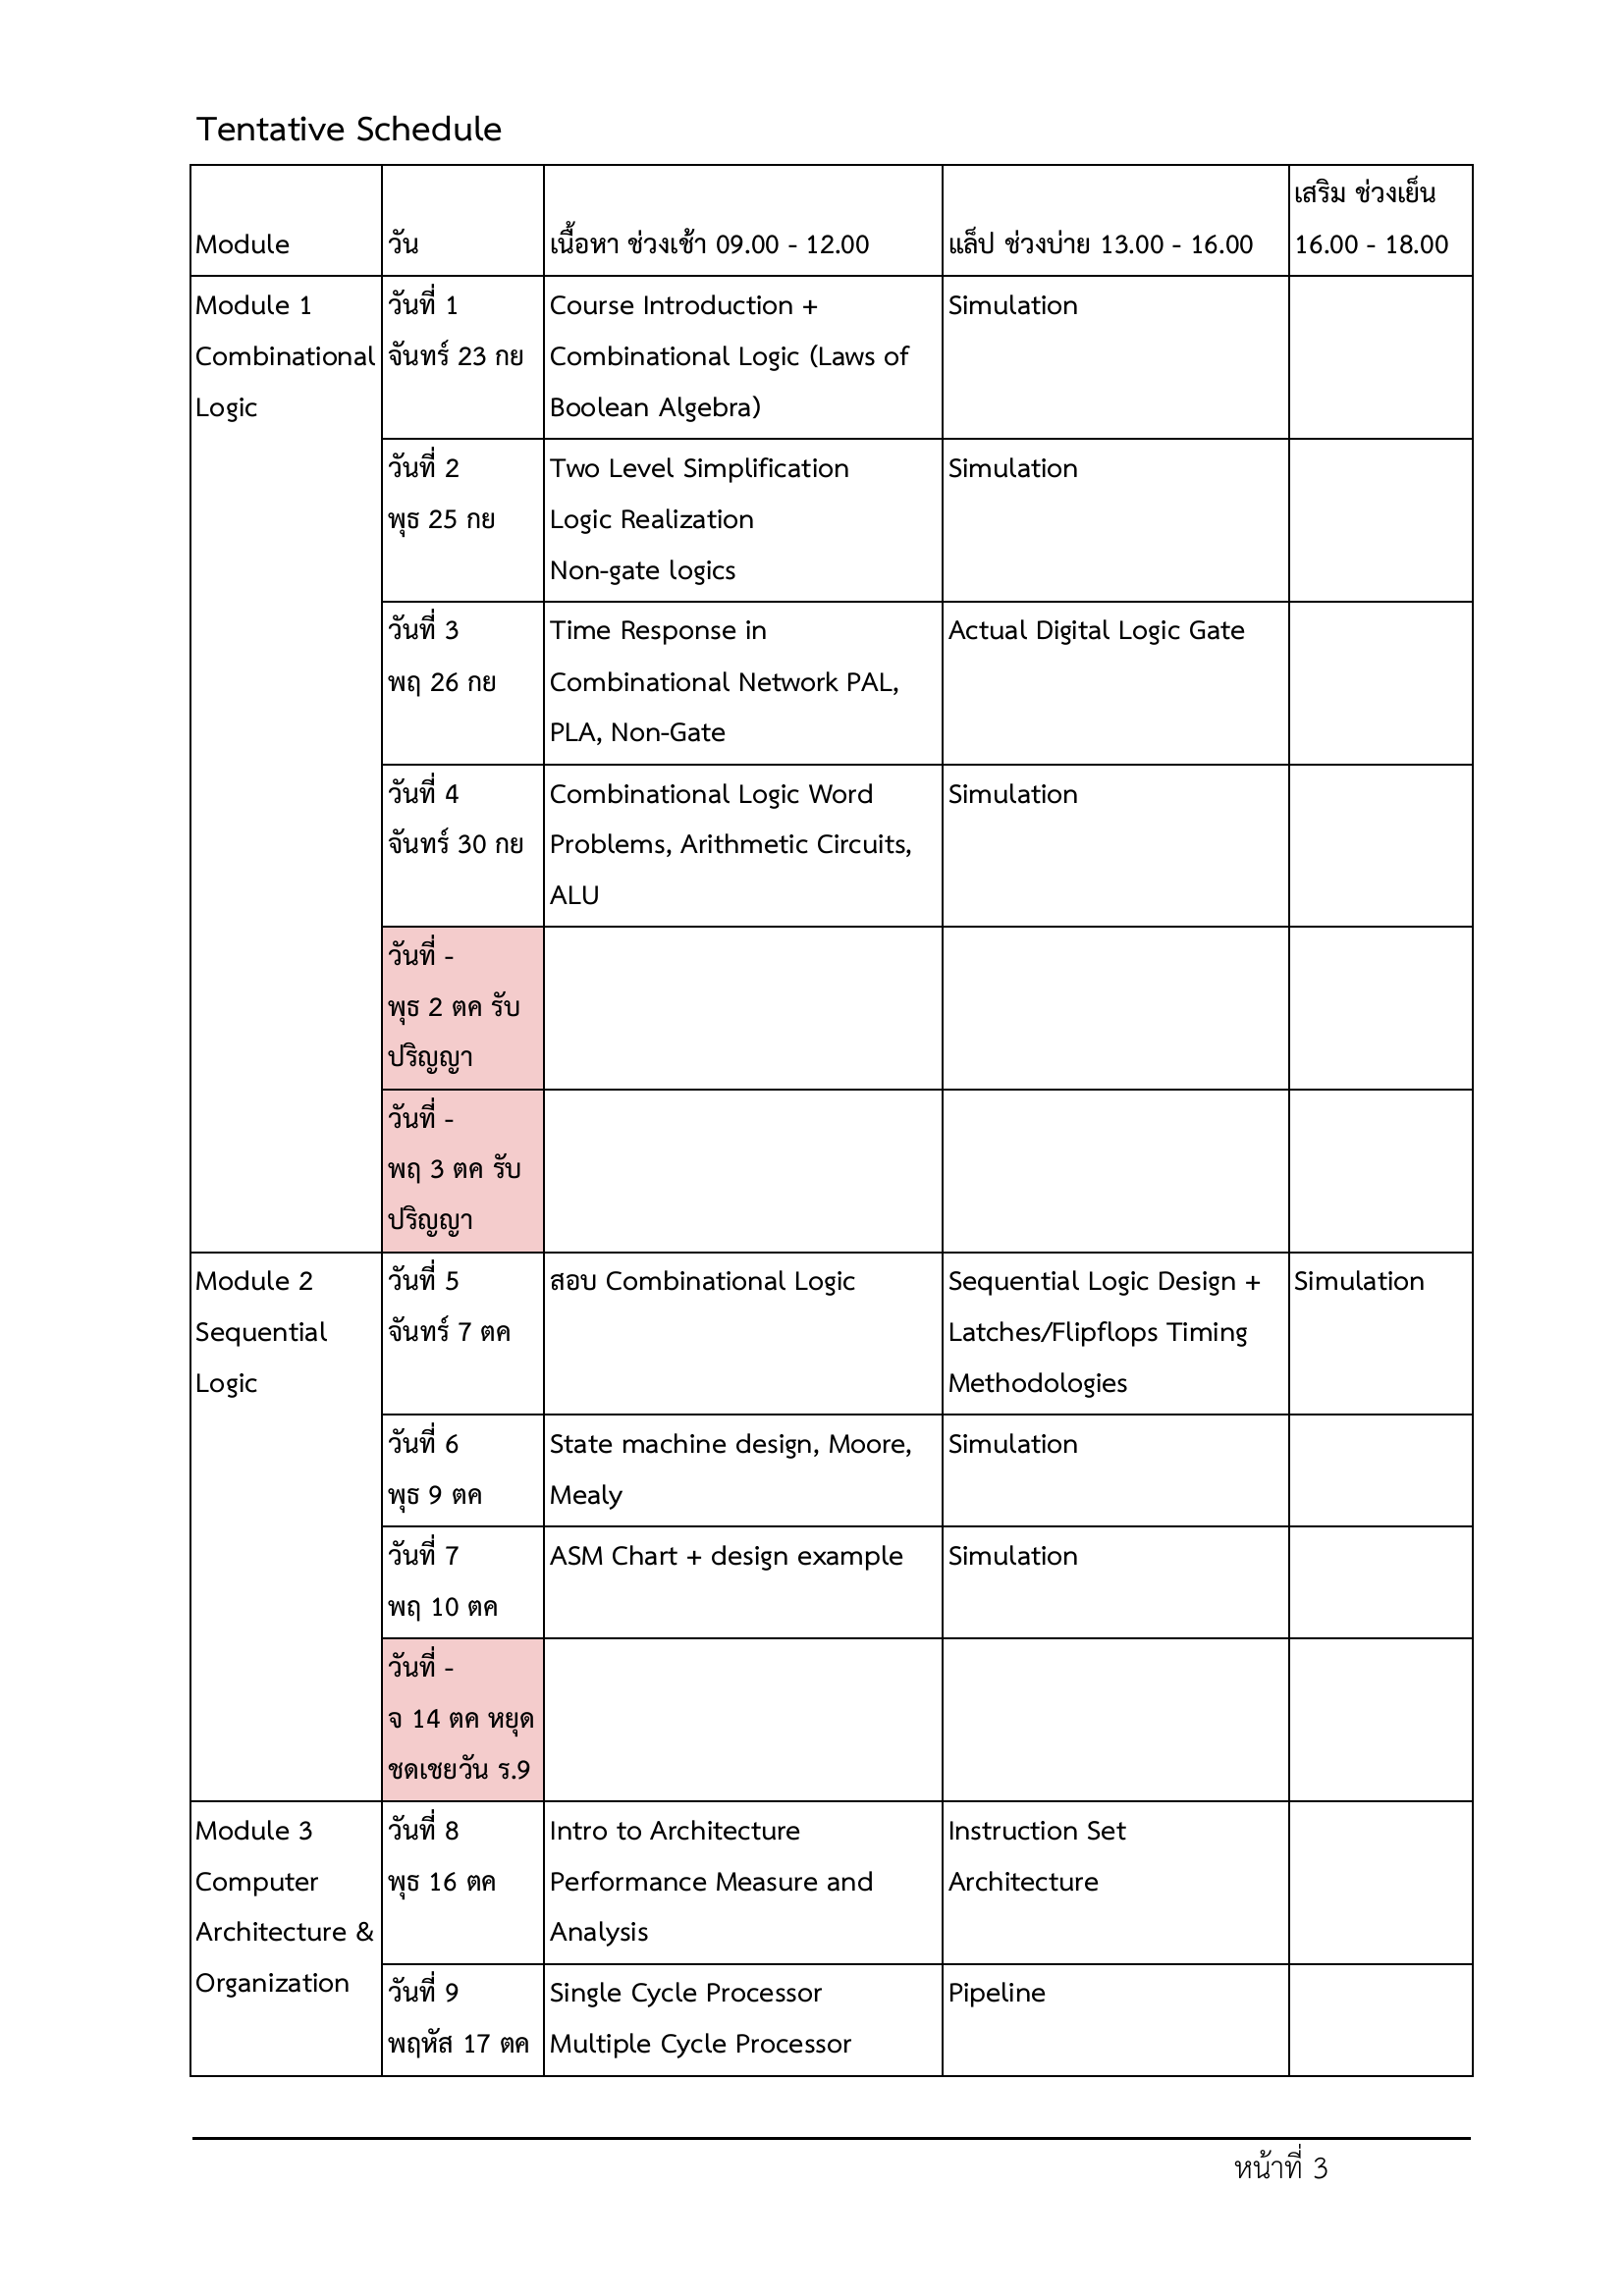 Tentative Schedule
Module
วัน
เนื้อหา ช่วงเช้า 09.00 - 12.00
แล็ป ช่วงบ่าย 13.00 - 16.00
เสริม ช่วงเย็น
16.00 - 18.00
Module 1
Combinational
Logic
วันที่ 1
จันทร์ 23 กย
Course Introduction +
Combinational Logic (Laws of
Boolean Algebra)
Simulation
วันที่ 2
พุธ 25 กย
Two Level Simplification
Logic Realization
Non-gate logics
Simulation
วันที่ 3
พฤ 26 กย
Time Response in
Combinational Network PAL,
PLA, Non-Gate
Actual Digital Logic Gate
วันที่ 4
จันทร์ 30 กย
Combinational Logic Word
Problems, Arithmetic Circuits,
ALU
Simulation
วันที่ -
พุธ 2 ตค รับ
ปริญญา
วันที่ -
พฤ 3 ตค รับ
ปริญญา
Module 2
Sequential
Logic
วันที่ 5
จันทร์ 7 ตค
สอบ Combinational Logic
Sequential Logic Design +
Latches/Flipflops Timing
Methodologies
Simulation
วันที่ 6
พุธ 9 ตค
State machine design, Moore,
Mealy
Simulation
วันที่ 7
พฤ 10 ตค
ASM Chart + design example
Simulation
วันที่ -
จ 14 ตค หยุด
ชดเชยวัน ร.9
Module 3
Computer
Architecture &
Organization
วันที่ 8
พุธ 16 ตค
Intro to Architecture
Performance Measure and
Analysis
Instruction Set
Architecture
วันที่ 9
พฤหัส 17 ตค
Single Cycle Processor
Multiple Cycle Processor
Pipeline
หน้าที่ 3